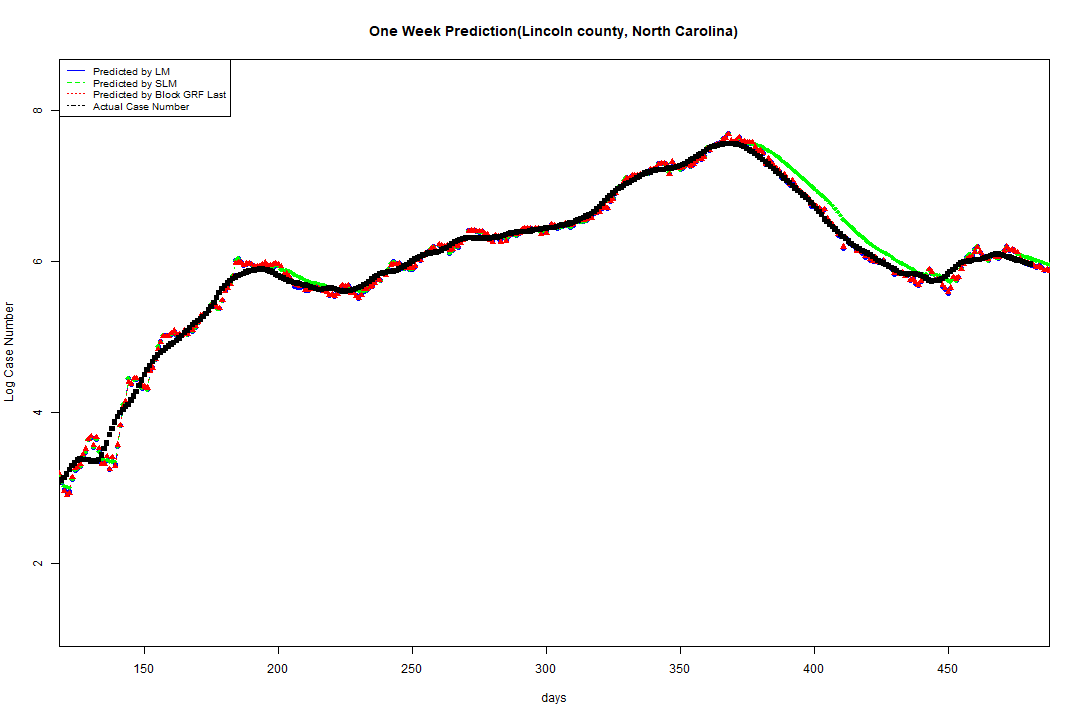 One Week Prediction(Lincoln county, North Carolina)
Predicted by LM
Predicted by SLM
Predicted by Block GRF Last
Actual Case Number
8
6
4
2
Log Case Number
150 200 250 300 350 400 450
days